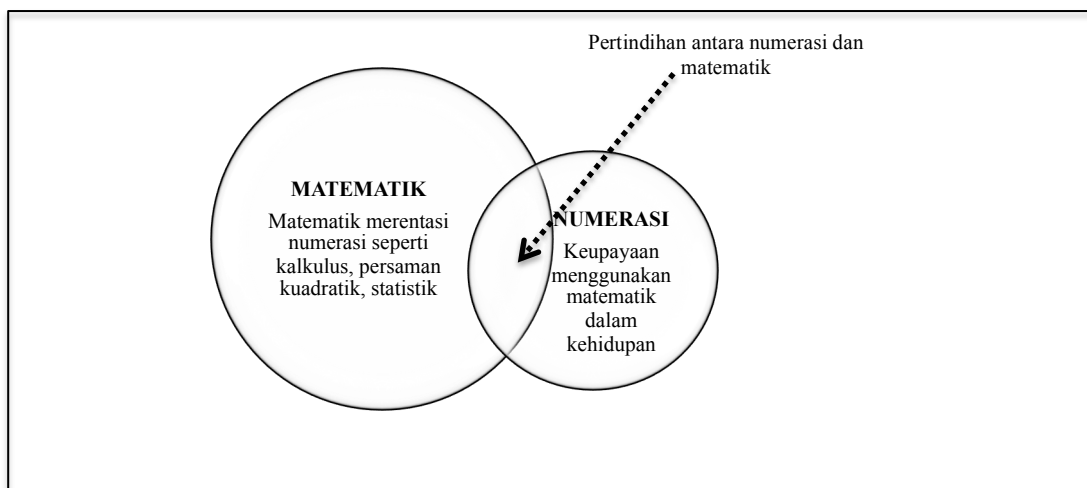 Pertindihan antara numerasi dan
matematik
MATEMATIK
Matematik merentasi
numerasi seperti
kalkulus, persaman
kuadratik, statistik
NUMERASI
Keupayaan
menggunakan
matematik
dalam
kehidupan